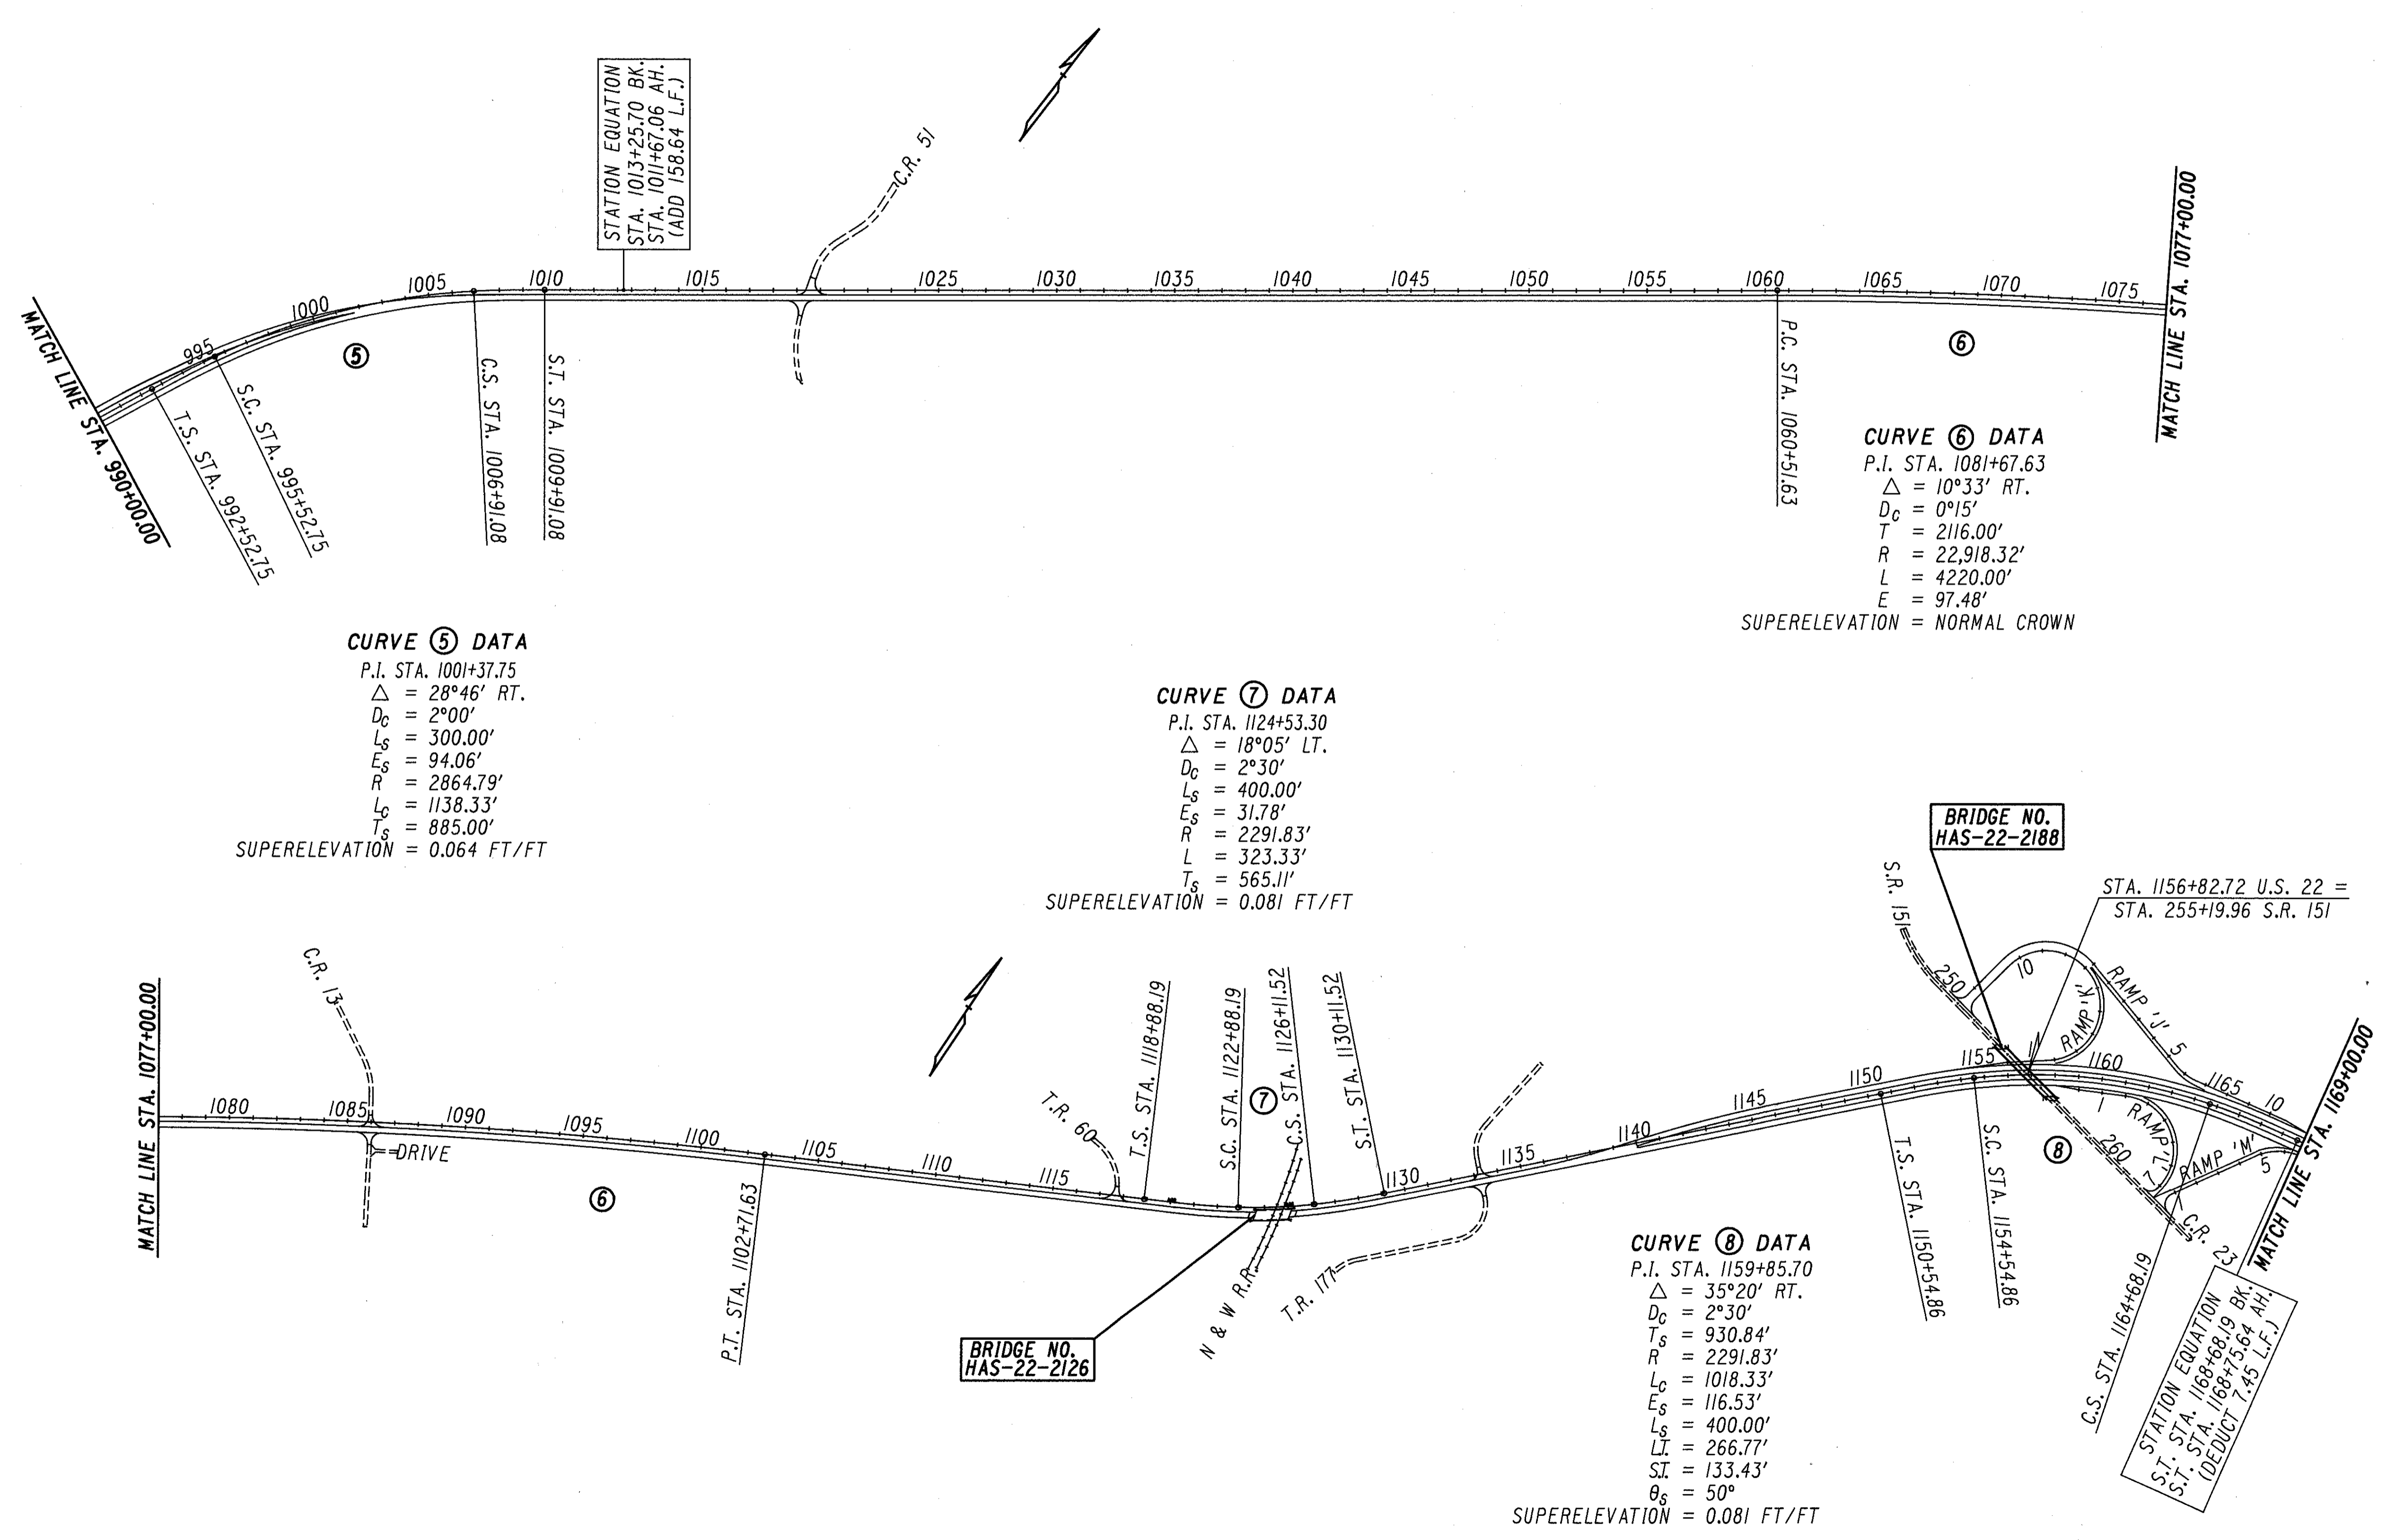 STATION EQUATION
STA. 1013+25.70 BK.
STA. 1011+67.06 AH.
(ADD 158.64 L.F.)
C.R. 51
MATCH LINE STA. 990+00.00
995
1000
1005
1010
1015
1025
1030
1035
1040
1045
1050
1055
1060
1065
1070
1075
MATCH LINE STA. 1077+00.00
5
6
T.S. STA. 992+52.75
S.C. STA. 995+52.75
C.S. STA. 1006+91.08
S.T. STA. 1009+91.08
P.C. STA. 1060+51.63
CURVE 6 DATA
P.I. STA. 1081+67.63
△ = 10°33' RT.
Dc = 0°15'
T = 2116.00'
R = 22,918.32'
L = 4220.00'
E = 97.48'
SUPERELEVATION = NORMAL CROWN
CURVE 5 DATA
P.I. STA. 1001+37.75
△ = 28°46' RT.
Dc = 2°00'
Ls = 300.00'
Es = 94.06'
R = 2864.79'
Lc = 1138.33'
Ts = 885.00'
SUPERELEVATION = 0.064 FT/FT
CURVE 7 DATA
P.I. STA. 1124+53.30
△ = 18°05' LT.
Dc = 2°30'
Ls = 400.00'
Es = 31.78'
R = 2291.83'
L = 323.33'
Ts = 565.11'
SUPERELEVATION = 0.081 FT/FT
BRIDGE NO.
HAS-22-2188
STA. 1156+82.72 U.S. 22 =
STA. 255+19.96 S.R. 151
S.R. 151
250
10
RAMP 'K'
RAMP 'J'
5
MATCH LINE STA. 1077+00.00
C.R. 13
DRIVE
1080
1085
1090
1095
1100
1105
1110
1115
1130
1135
1140
1145
1150
1155
1160
1165
10
MATCH LINE STA. 1169+00.00
6
P.T. STA. 1102+71.63
T.R. 60
T.S. STA. 1118+88.19
S.C. STA. 1122+88.19
7
C.S. STA. 1126+11.52
S.T. STA. 1130+11.52
N & W R.R.
T.R. 177
BRIDGE NO.
HAS-22-2126
1
RAMP 'L'
RAMP 'M'
5
260
8
C.R. 23
T.S. STA. 1150+54.86
S.C. STA. 1154+54.86
C.S. STA. 1164+68.19
STATION EQUATION
S.T. STA. 1168+68.19 BK.
S.T. STA. 1168+75.64 AH.
(DEDUCT 7.45 L.F.)
CURVE 8 DATA
P.I. STA. 1159+85.70
△ = 35°20' RT.
Dc = 2°30'
Ts = 930.84'
R = 2291.83'
Lc = 1018.33'
Es = 116.53'
Ls = 400.00'
L.T. = 266.77'
S.T. = 133.43'
θs = 50°
SUPERELEVATION = 0.081 FT/FT